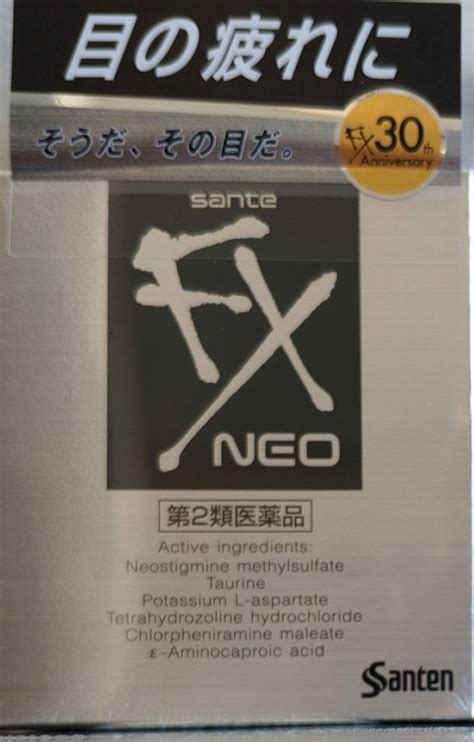 目の疲れに
そうだ、その目だ。
FX 30th
Anniversary
sante
FX
NEO
第2類医薬品
Active ingredients:
Neostigmine methylsulfate
Taurine
Potassium L-aspartate
Tetrahydrozoline hydrochloride
Chlorpheniramine maleate
ε-Aminocaproic acid
Santen